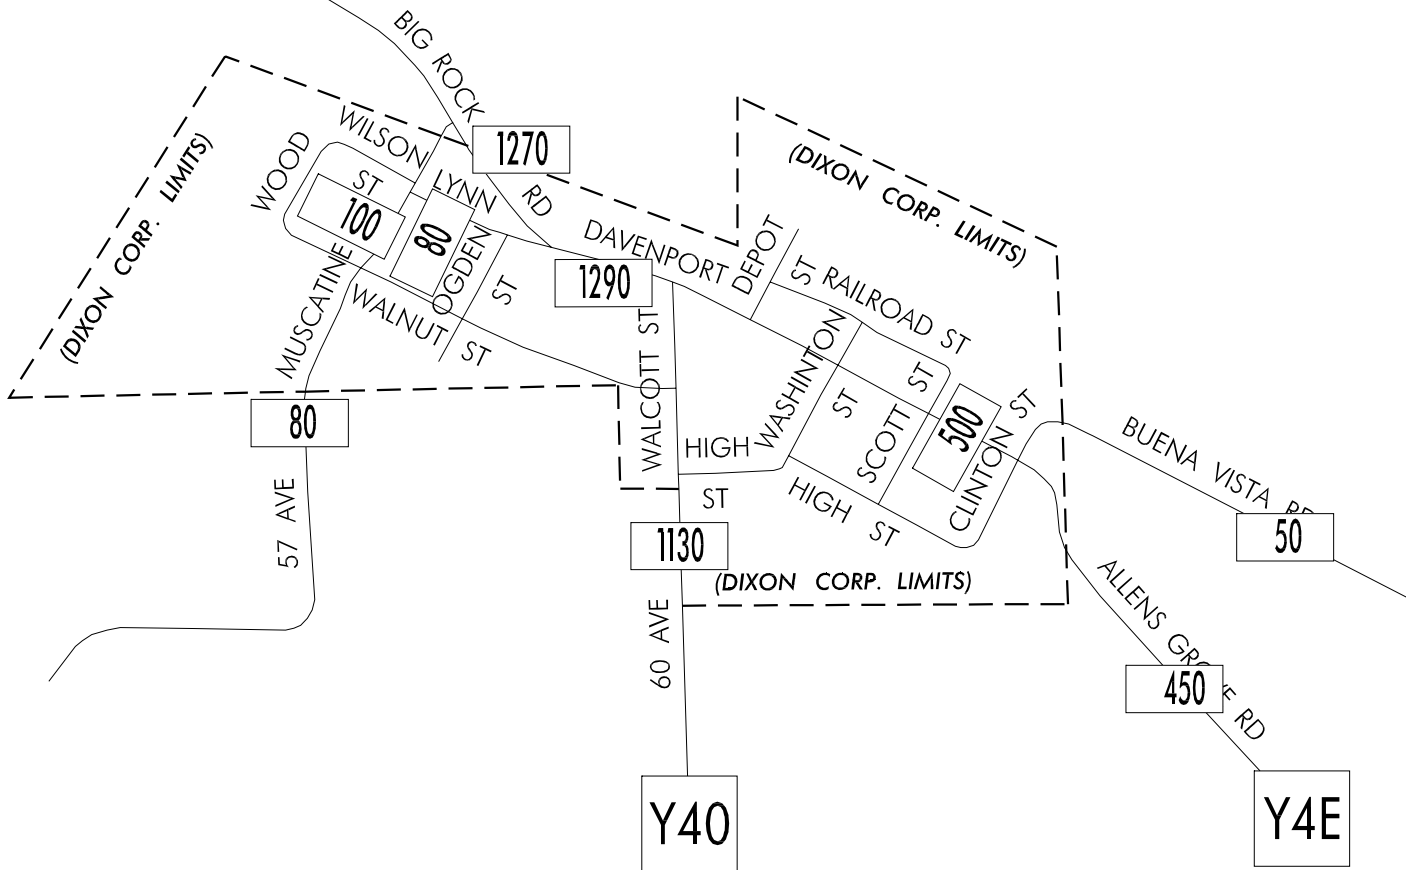 BIG ROCK
RD
1270
WILSON
ST
WOOD
(DIXON CORP. LIMITS)
(DIXON CORP. LIMITS)
LYNN
100
80
OGDEN
ST
MUSCATINE
WALNUT ST
DAVENPORT
1290
DEPOT
ST
RAILROAD ST
WALCOTT ST
WASHINTON
ST
SCOTT
ST
500
CLINTON ST
HIGH
ST
HIGH ST
80
57 AVE
1130
(DIXON CORP. LIMITS)
60 AVE
BUENA VISTA
50
ALLENS
450
RD
Y40
Y4E